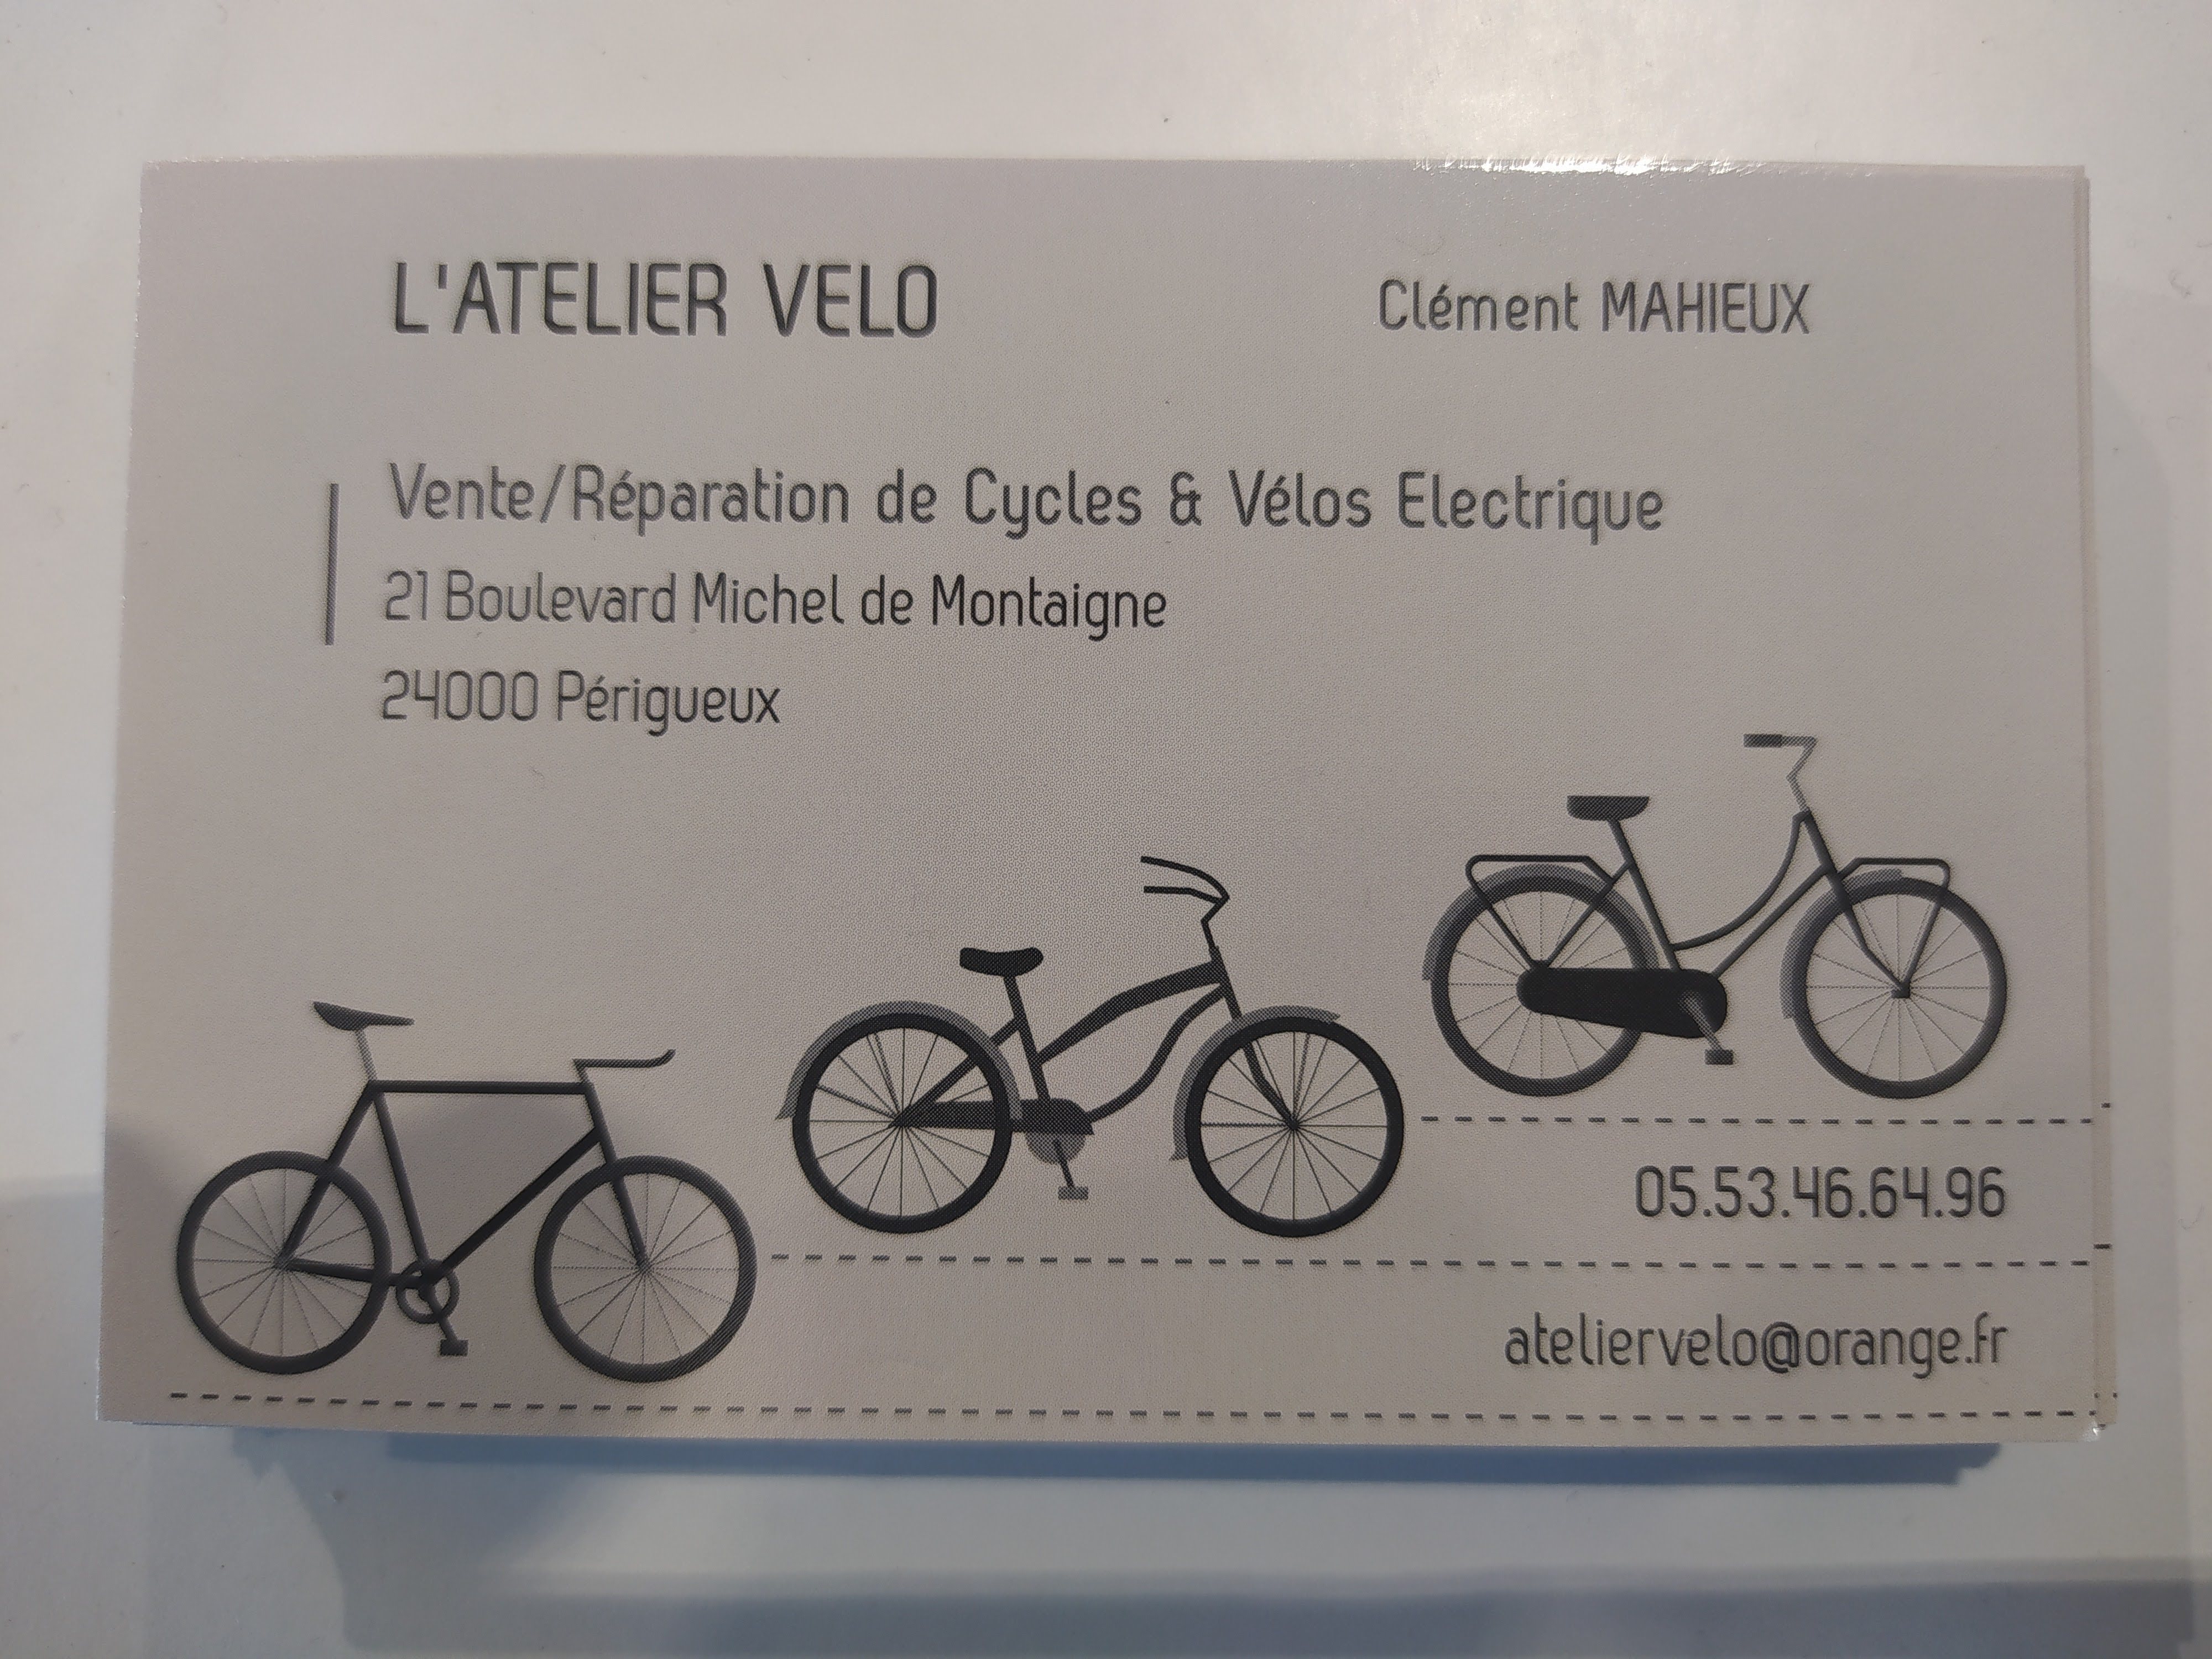 L'ATELIER VELO
Clément MAHIEUX
Vente/Réparation de Cycles & Vélos Electrique
21 Boulevard Michel de Montaigne
24000 Périgueux
05.53.46.64.96
ateliervelo@orange.fr